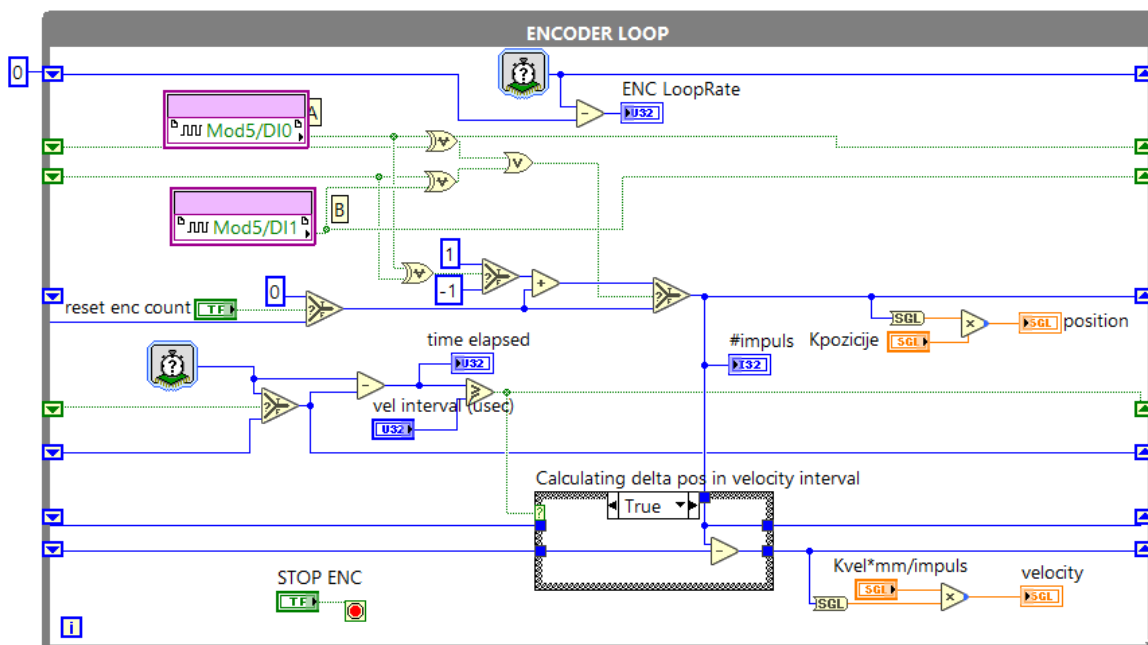 ENCODER LOOP
0
ENC LoopRate
U32
A
Mod5/DI0
B
Mod5/DI1
1
-1
0
reset enc count
TF
SGL
Kpozicije
SGL
SGL
position
#impuls
I32
time elapsed
U32
vel interval (usec)
U32
Calculating delta pos in velocity interval
True
STOP ENC
TF
Kvel*mm/impuls
SGL
SGL
velocity
SGL
i